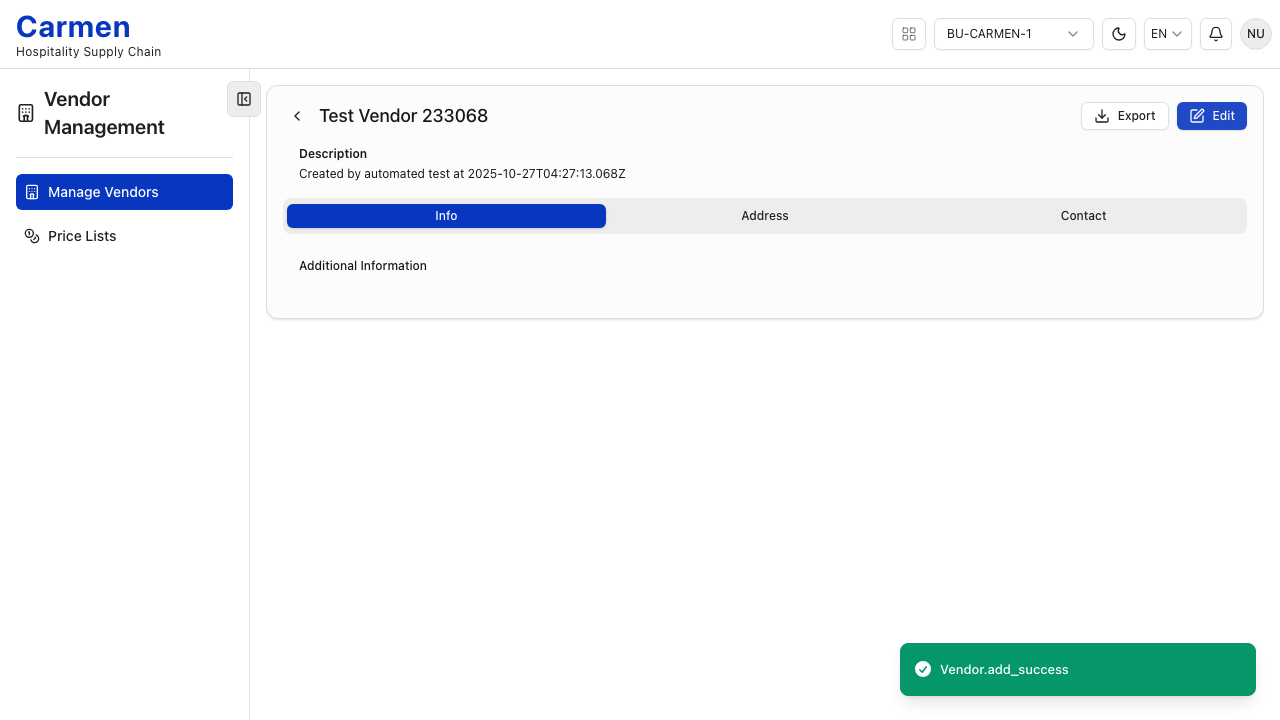 Carmen
Hospitality Supply Chain
BU-CARMEN-1
EN
NU
Vendor
Management
Manage Vendors
Price Lists
Test Vendor 233068
Export
Edit
Description
Created by automated test at 2025-10-27T04:27:13.068Z
Info
Address
Contact
Additional Information
Vendor.add_success